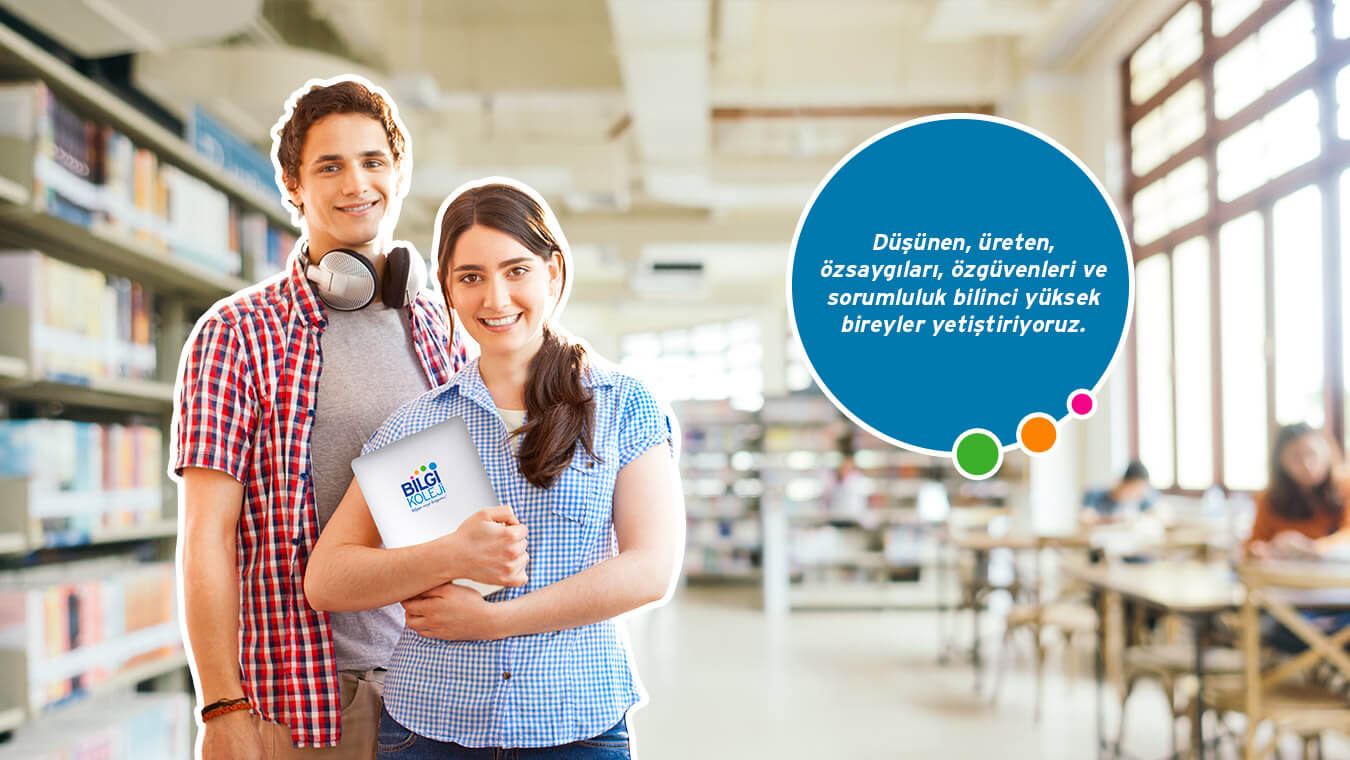 Düşünen, üreten,
özsaygıları, özgüvenleri ve
sorumluluk bilinci yüksek
bireyler yetiştiriyoruz.
BİLGİ
KOLEJİ